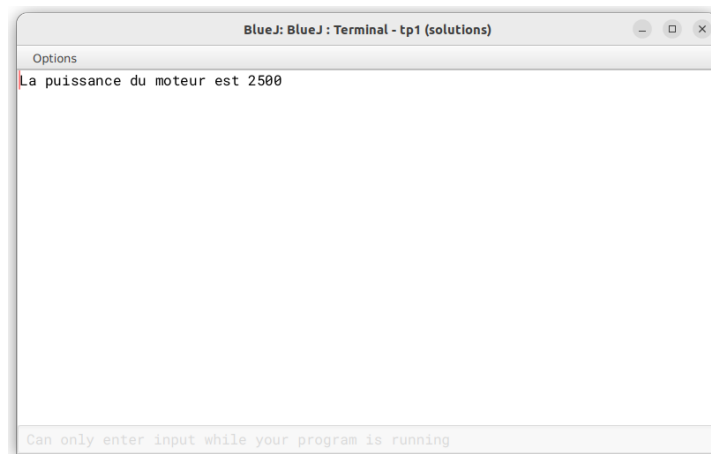 BlueJ: BlueJ : Terminal - tp1 (solutions)
Options
La puissance du moteur est 2500
Can only enter input while your program is running